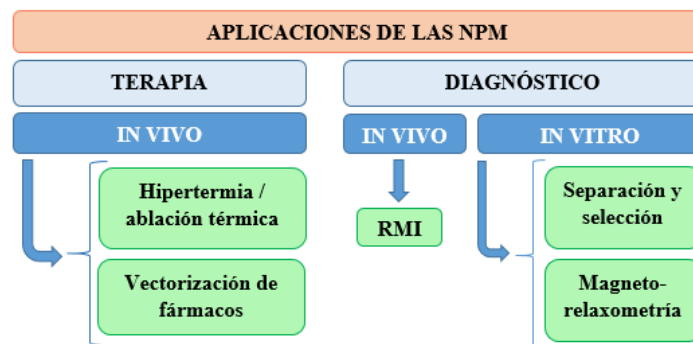 APLICACIONES DE LAS NPM
TERAPIA
DIAGNÓSTICO
IN VIVO
IN VIVO
IN VITRO
Hipertermia /
ablación térmica
Vectorización de
fármacos
RMI
Separación y
selección
Magneto-
relaxometría